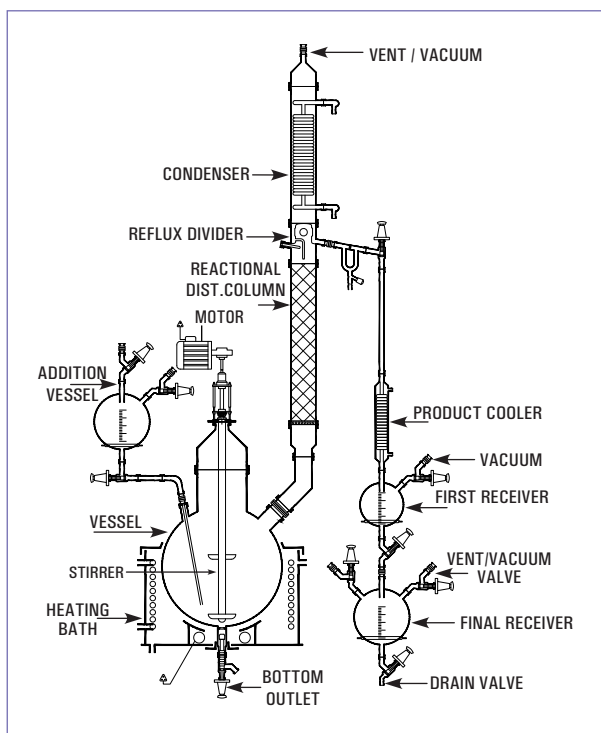 VENT / VACUUM
CONDENSER
REFLUX DIVIDER
REACTIONAL
DIST.COLUMN
MOTOR
ADDITION
VESSEL
PRODUCT COOLER
VACUUM
FIRST RECEIVER
VESSEL
VENT/VACUUM
VALVE
STIRRER
HEATING
BATH
FINAL RECEIVER
BOTTOM
OUTLET
DRAIN VALVE